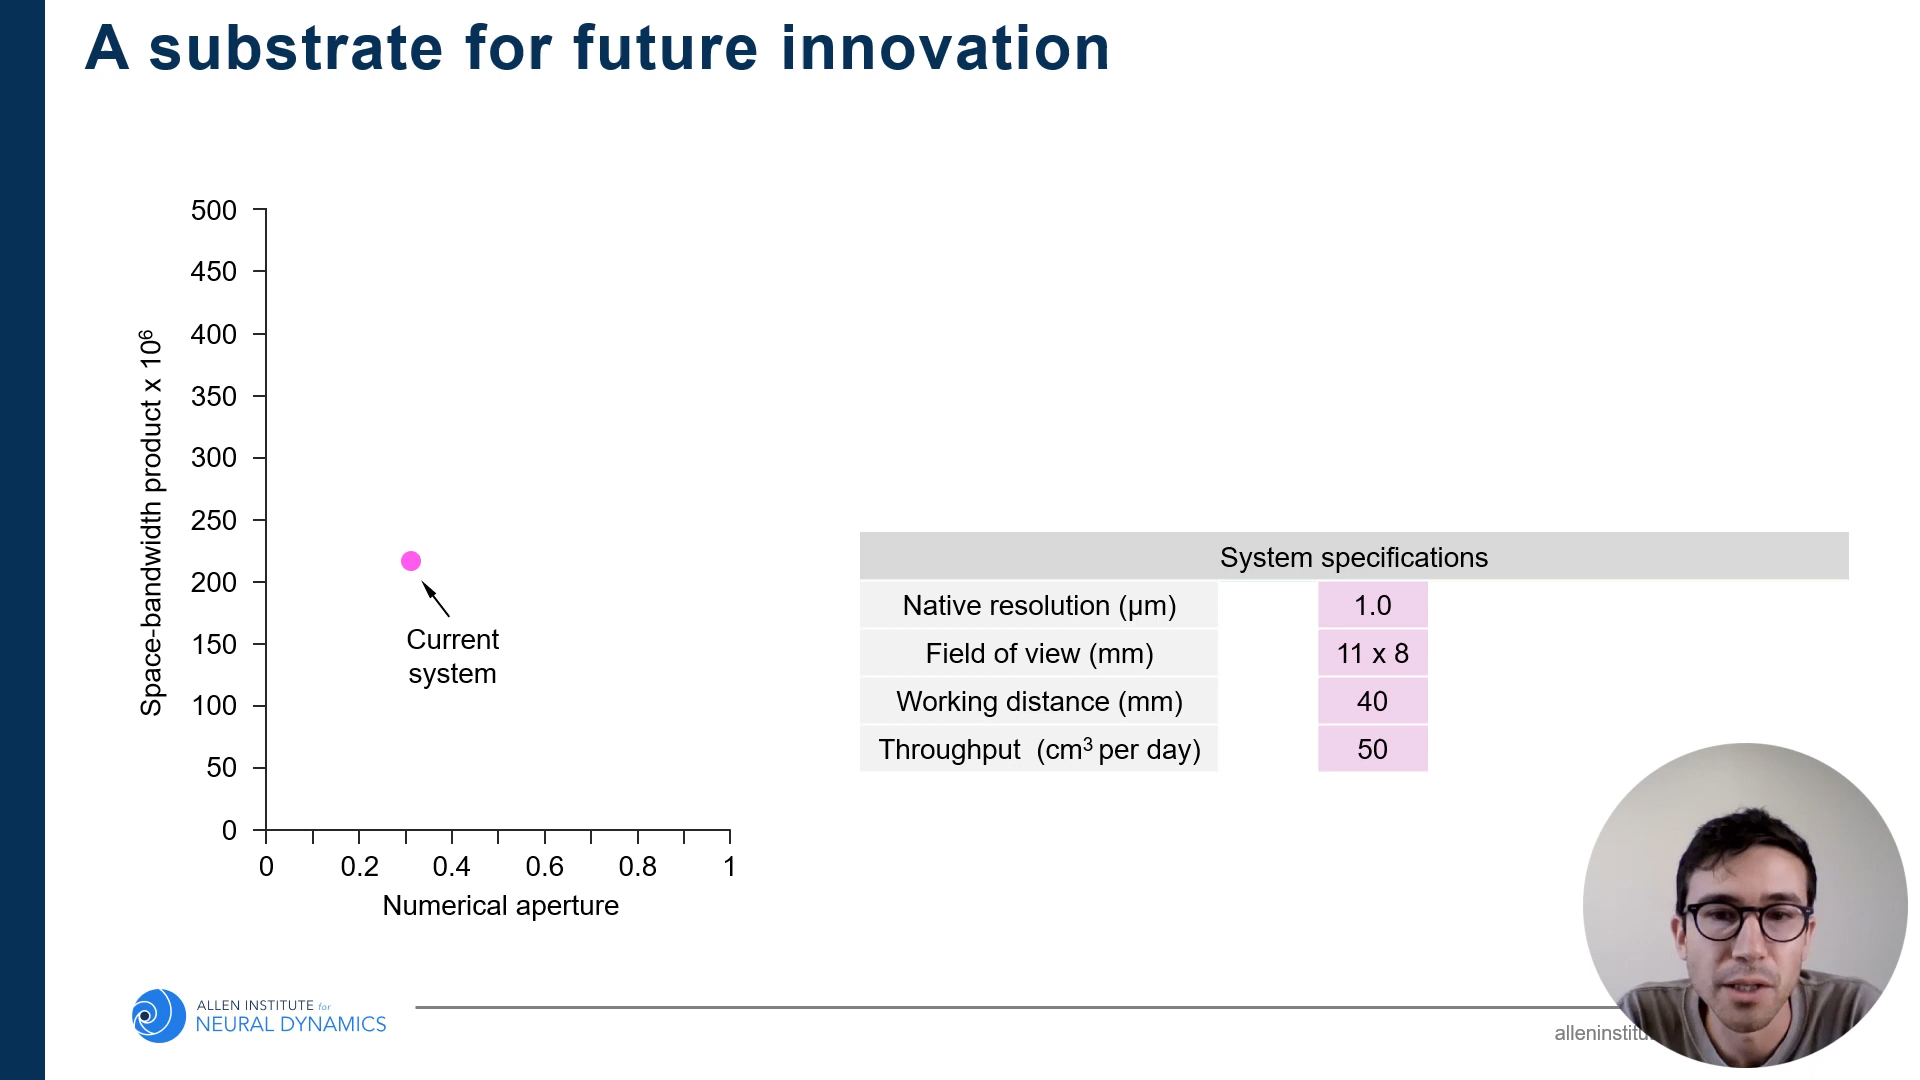 A substrate for future innovation
500
450
400
350
300
250
200
150
100
50
0
Space-bandwidth product x 10⁶
Current
system
0 0.2 0.4 0.6 0.8 1
Numerical aperture
System specifications
Native resolution (μm) 1.0
Field of view (mm) 11 x 8
Working distance (mm) 40
Throughput (cm³ per day) 50
ALLEN INSTITUTE for
NEURAL DYNAMICS